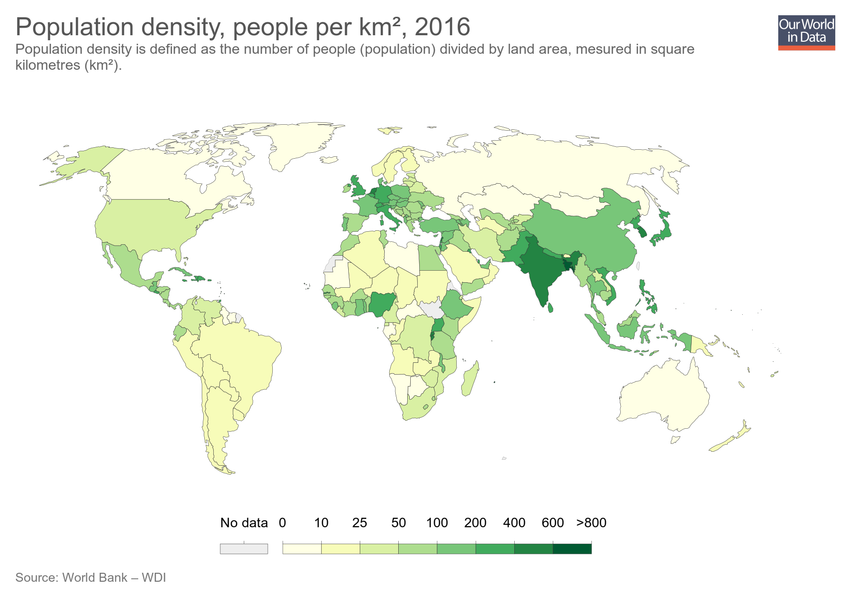 Population density, people per km², 2016
Our World
in Data
Population density is defined as the number of people (population) divided by land area, mesured in square
kilometres (km²).
No data 0 10 25 50 100 200 400 600 >800
Source: World Bank – WDI